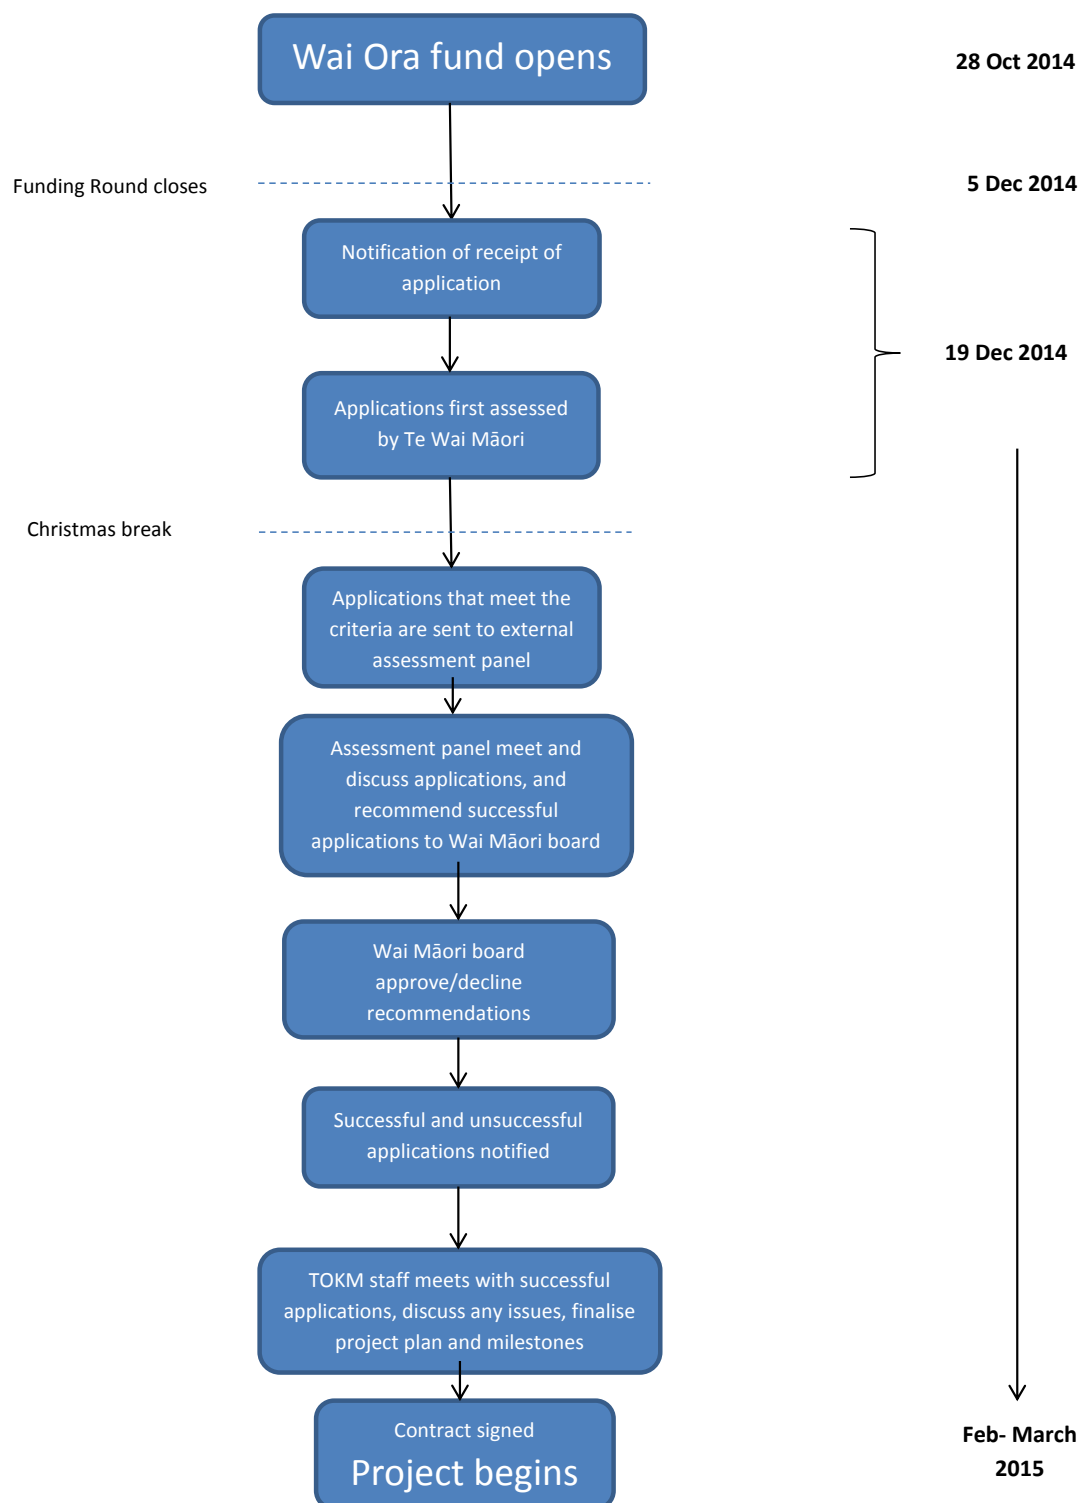 Wai Ora fund opens
28 Oct 2014
Funding Round closes
5 Dec 2014
Notification of receipt of
application
19 Dec 2014
Applications first assessed
by Te Wai Māori
Christmas break
Applications that meet the
criteria are sent to external
assessment panel
Assessment panel meet and
discuss applications, and
recommend successful
applications to Wai Māori board
Wai Māori board
approve/decline
recommendations
Successful and unsuccessful
applications notified
TOKM staff meets with successful
applications, discuss any issues, finalise
project plan and milestones
Contract signed
Project begins
Feb- March
2015